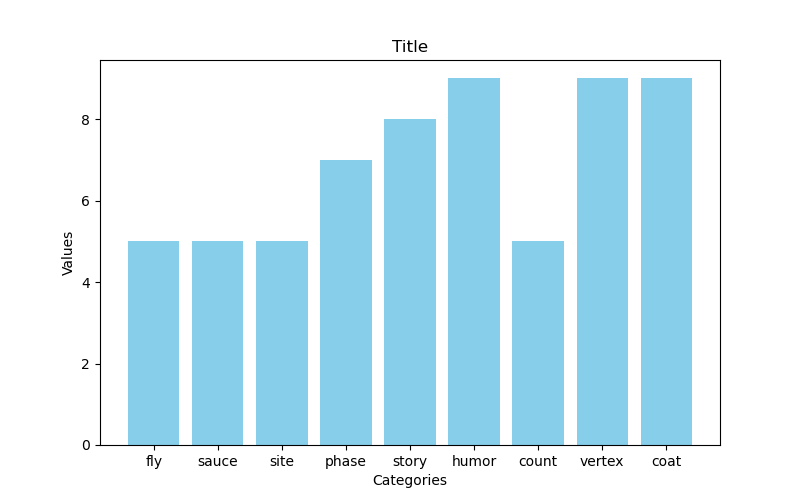 Title
Values
8
6
4
2
0
fly sauce site phase story humor count vertex coat
Categories